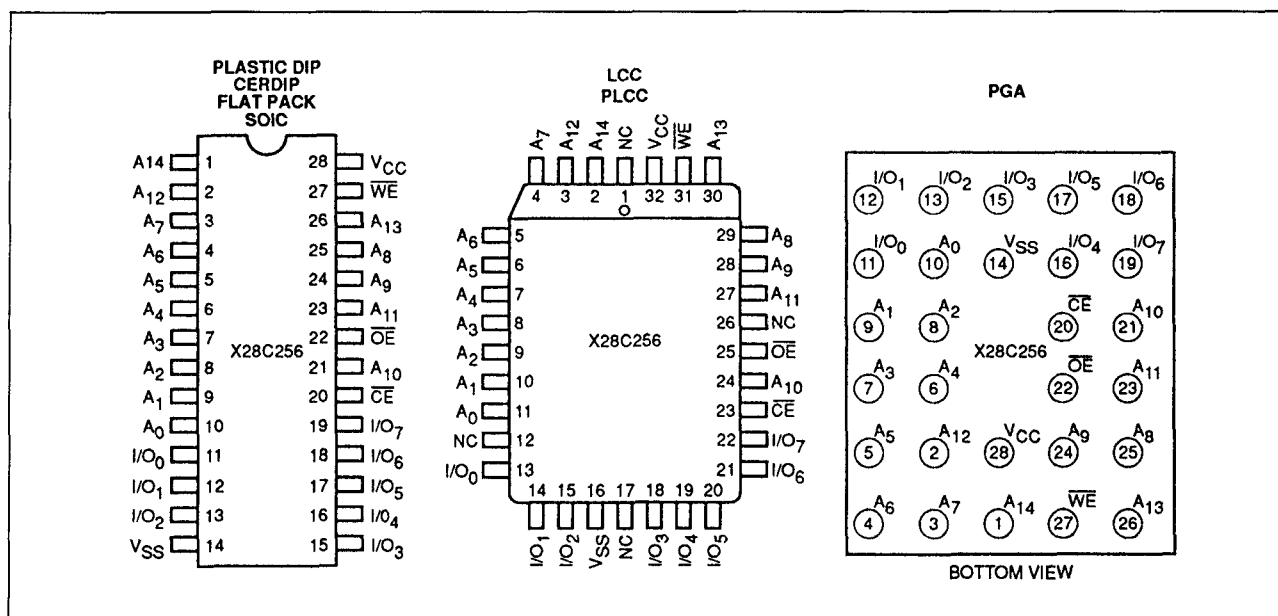 PLASTIC DIP
CERDIP
FLAT PACK
SOIC
A14 1 28 VCC
A12 2 27 WE
A7 3 26 A13
A6 4 25 A8
A5 5 24 A9
A4 6 23 A11
A3 7 22 OE
X28C256
A2 8 21 A10
A1 9 20 CE
A0 10 19 I/O7
I/O0 11 18 I/O6
I/O1 12 17 I/O5
I/O2 13 16 I/04
VSS 14 15 I/O3
LCC
PLCC
A7 A12 A14 NC VCC WE A13
4 3 2 1 32 31 30
A6 5 29 A8
A5 6 28 A9
A4 7 27 A11
A3 8 26 NC
X28C256
A2 9 25 OE
A1 10 24 A10
A0 11 23 CE
NC 12 22 I/O7
I/O0 13 21 I/O6
14 15 16 17 18 19 20
I/O1 I/O2 VSS NC I/O3 I/O4 I/O5
PGA
I/O1 I/O2 I/O3 I/O5 I/O6
12 13 15 17 18
I/O0 A0 VSS I/O4 I/O7
11 10 14 16 19
A1 A2 CE A10
9 8 20 21
X28C256
A3 A4 OE A11
7 6 22 23
A5 A12 VCC A9 A8
5 2 28 24 25
A6 A7 A14 WE A13
4 3 1 27 26
BOTTOM VIEW